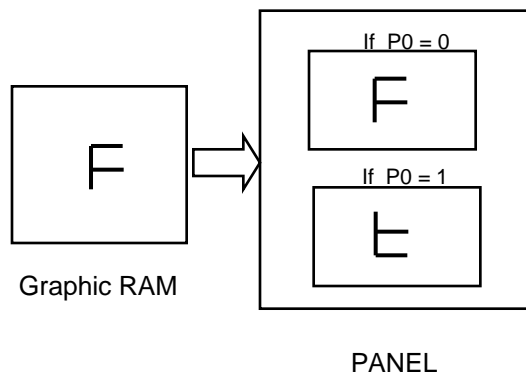 If P0 = 0
F
F
If P0 = 1
Graphic RAM
PANEL